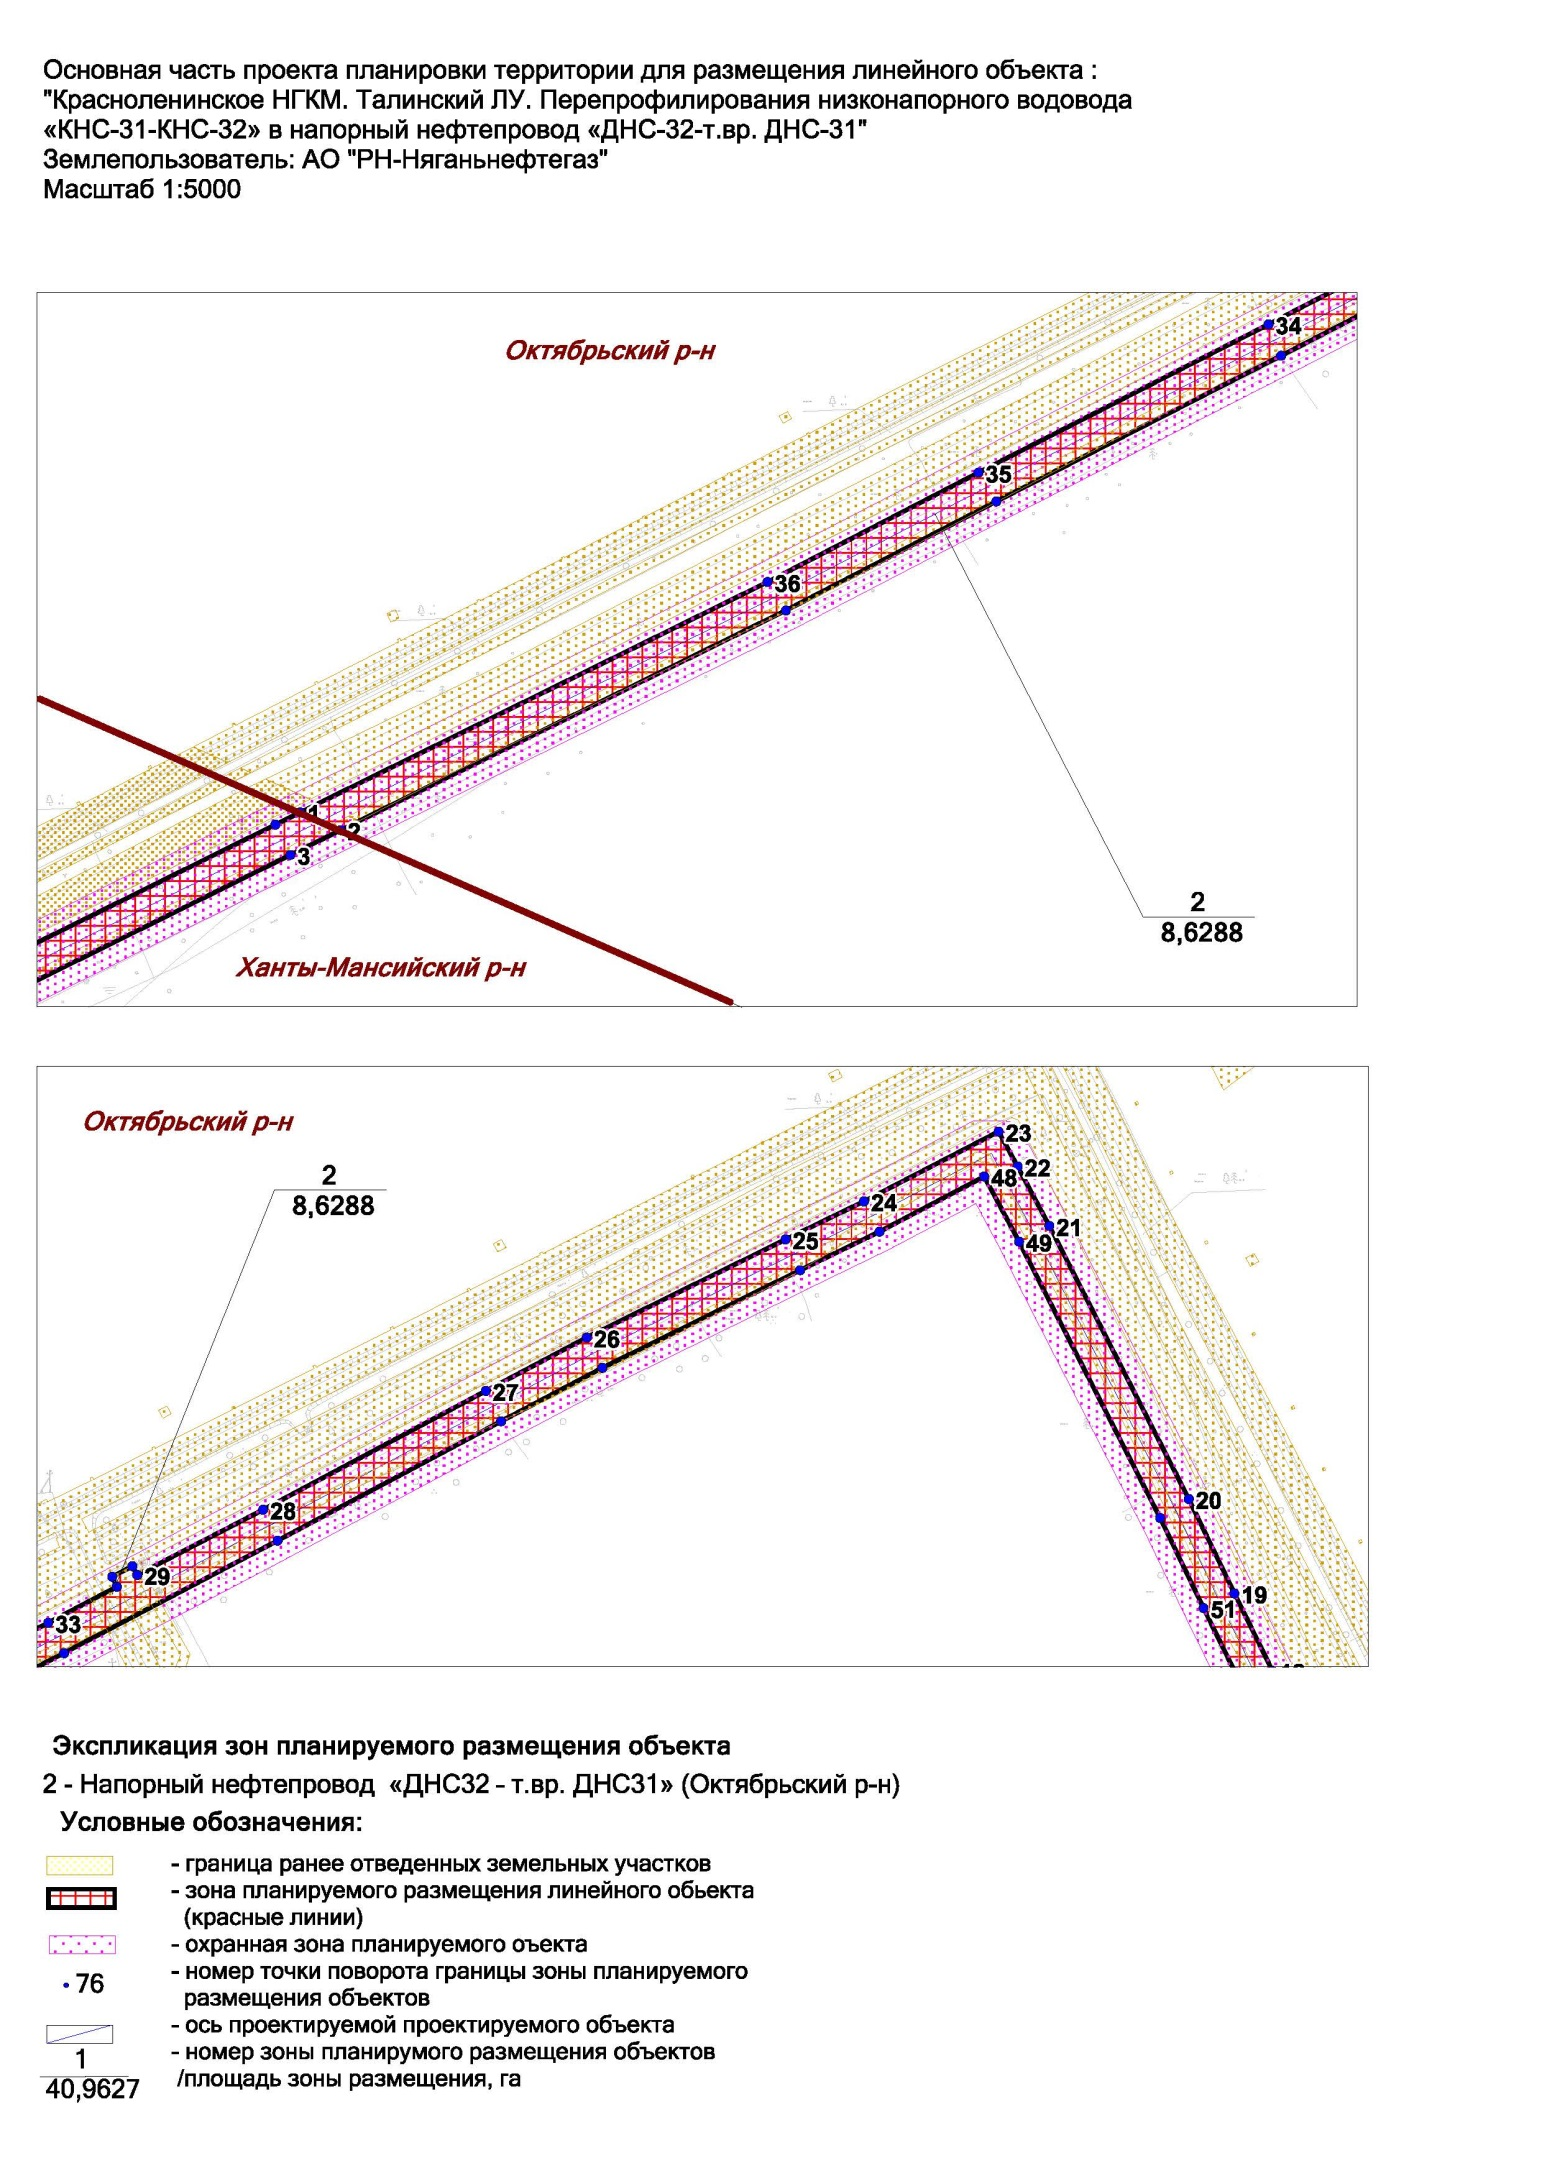 Основная часть проекта планировки территории для размещения линейного объекта :
"Красноленинское НГКМ. Талинский ЛУ. Перепрофилирования низконапорного водовода
«КНС-31-КНС-32» в напорный нефтепровод «ДНС-32-т.вр. ДНС-31"
Землепользователь: АО "РН-Няганьнефтегаз"
Масштаб 1:5000
Октябрьский р-н
34
35
36
1
2
3
2
8,6288
Ханты-Мансийский р-н
Октябрьский р-н
2
8,6288
23
22
48
24
21
49
25
26
27
28
20
29
19
51
33
Экспликация зон планируемого размещения объекта
2 - Напорный нефтепровод «ДНС32 - т.вр. ДНС31» (Октябрьский р-н)
Условные обозначения:
- граница ранее отведенных земельных участков
- зона планируемого размещения линейного обьекта
(красные линии)
- охранная зона планируемого оъекта
76
- номер точки поворота границы зоны планируемого
размещения объектов
- ось проектируемой проектируемого объекта
1
- номер зоны планирумого размещения объектов
40,9627
/площадь зоны размещения, га